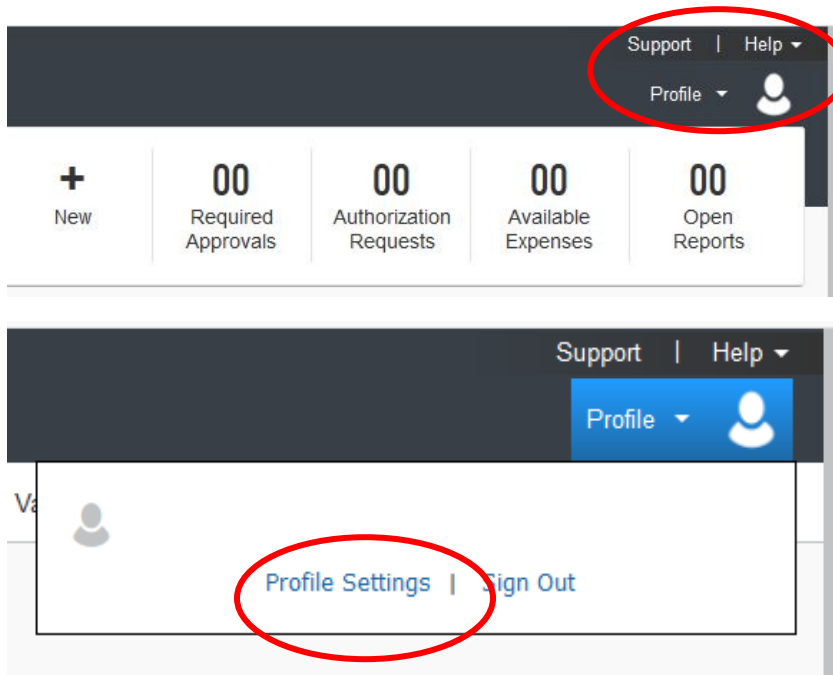 Support | Help
Profile
+ 00 00 00 00
New Required Authorization Available Open
Approvals Requests Expenses Reports
Support | Help
Profile
Va
Profile Settings | Sign Out